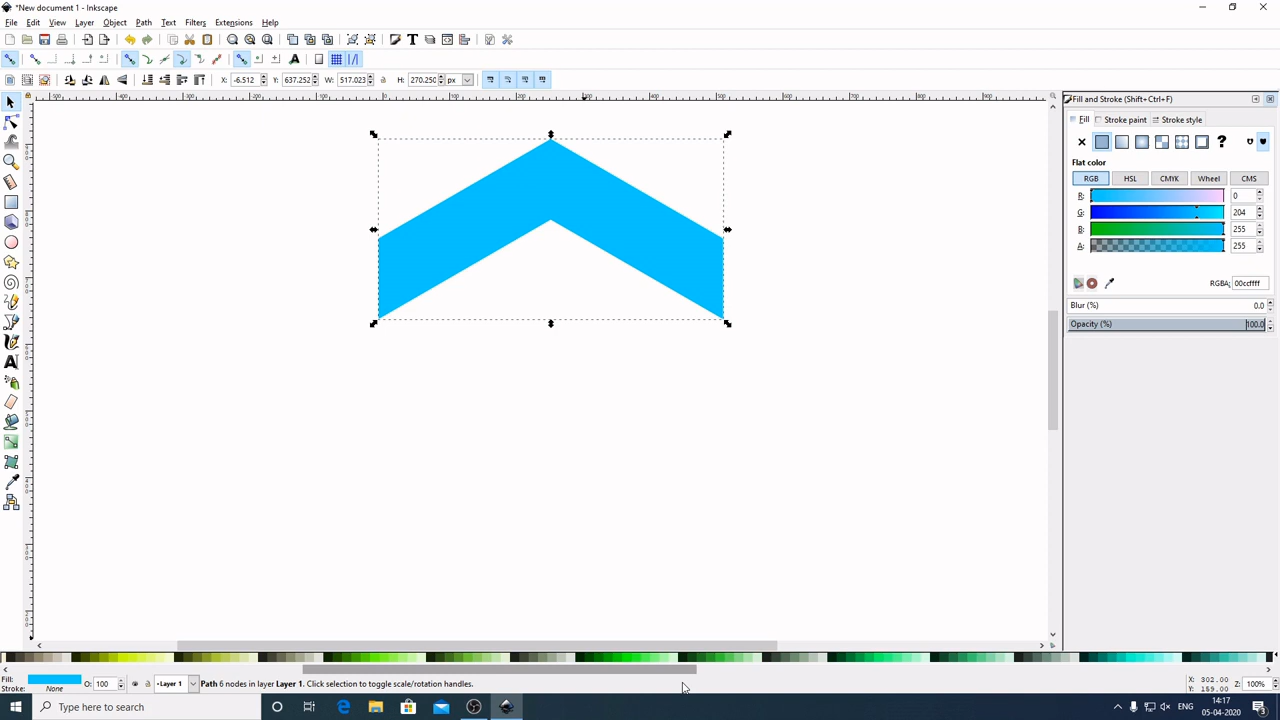 *New document 1 - Inkscape
File Edit View Layer Object Path Text Filters Extensions Help
X: -6.512 Y: 637.252 W: 517.023 H: 270.250 px
Fill and Stroke (Shift+Ctrl+F)
Fill Stroke paint Stroke style
Flat color
RGB HSL CMYK Wheel CMS
R: 0
G: 204
B: 255
A: 255
RGBA: 00ccffff
Blur (%) 0.0
Opacity (%) 100.0
Fill:
Stroke: None
O: 100
Layer 1
Path 6 nodes in layer Layer 1. Click selection to toggle scale/rotation handles.
X: 302.00
Y: 159.00
Z: 100%
Type here to search
ENG
14:17
05-04-2020